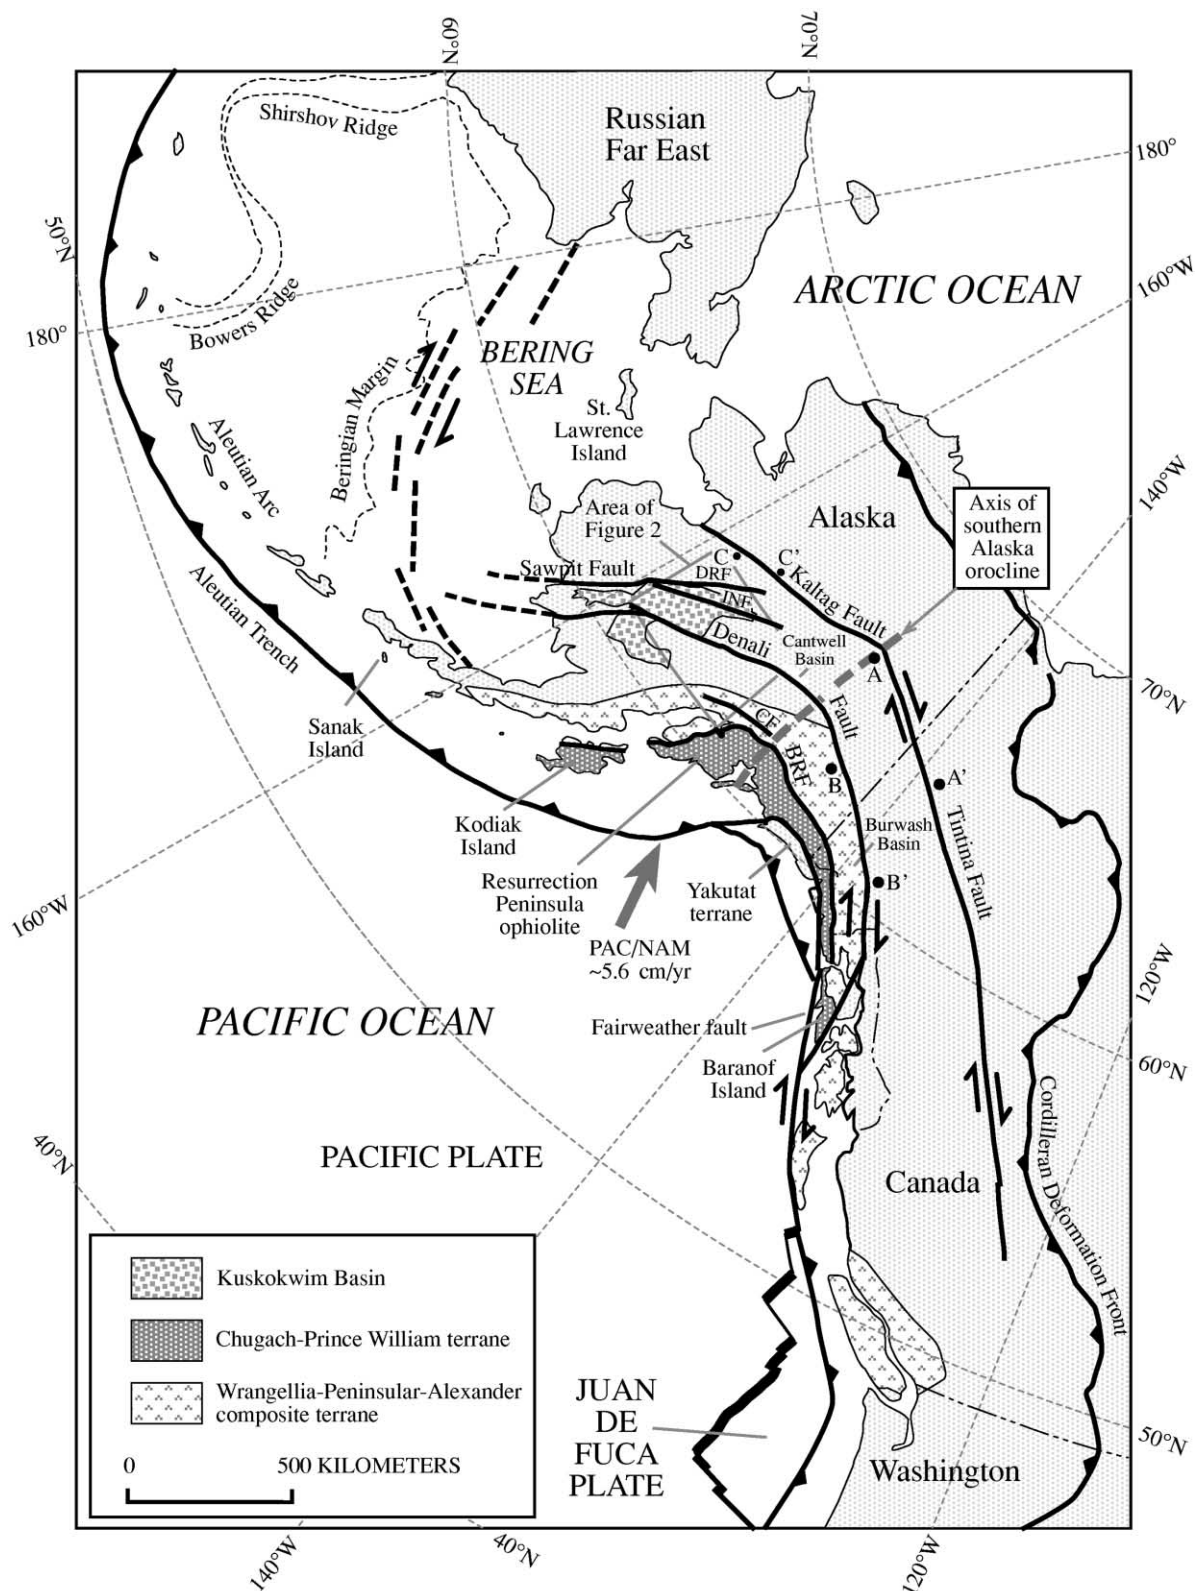 60°N
70°N
Shirshov Ridge
Russian
Far East
180°
50°N
ARCTIC OCEAN
160°W
Bowers Ridge
180°
BERING
SEA
Beringian Margin
St.
Lawrence
Island
Aleutian Arc
140°W
Area of
Figure 2
Alaska
Axis of
southern
Alaska
orocline
Sawpit Fault
C
C'
DRF
Kaltag Fault
INF
Aleutian Trench
Denali
Fault
Cantwell
Basin
A
70°N
Sanak
Island
CF
BRF
B
A'
Kodiak
Island
Burwash
Basin
Tintina Fault
Resurrection
Peninsula
ophiolite
Yakutat
terrane
B'
160°W
PAC/NAM
~5.6 cm/yr
120°W
PACIFIC OCEAN
Fairweather fault
Baranof
Island
60°N
Cordilleran Deformation Front
40°N
PACIFIC PLATE
Canada
Kuskokwim Basin
Chugach-Prince William terrane
Wrangellia-Peninsular-Alexander
composite terrane
0
500 KILOMETERS
JUAN
DE
FUCA
PLATE
Washington
50°N
140°W
40°N
120°W